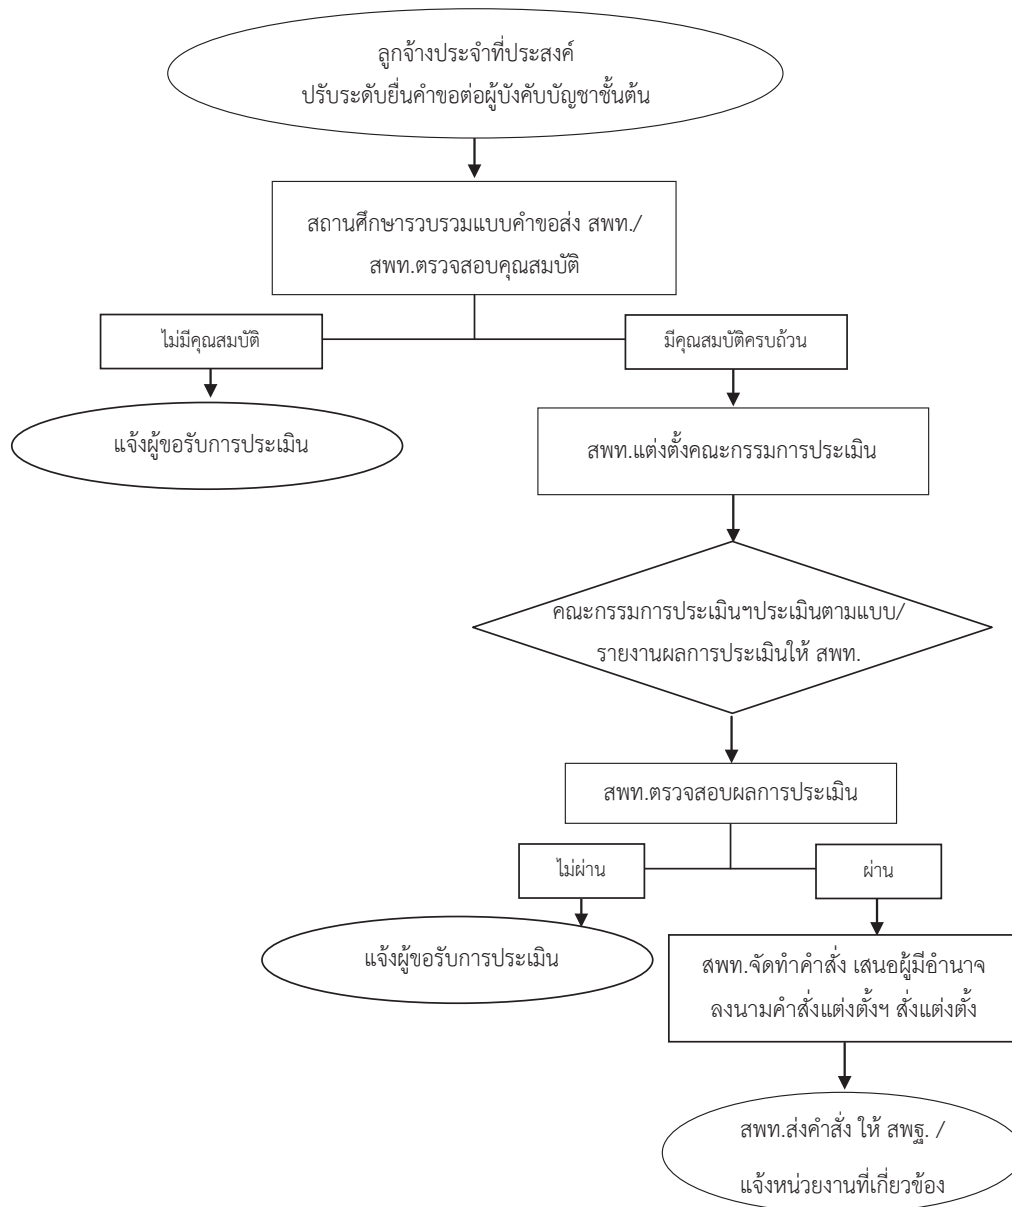 ลูกจ้างประจำที่ประสงค์
ปรับระดับยื่นคำขอต่อผู้บังคับบัญชาชั้นต้น
สถานศึกษารวบรวมแบบคำขอส่ง สพท./
สพท.ตรวจสอบคุณสมบัติ
ไม่มีคุณสมบัติ
มีคุณสมบัติครบถ้วน
แจ้งผู้ขอรับการประเมิน
สพท.แต่งตั้งคณะกรรมการประเมิน
คณะกรรมการประเมินฯประเมินตามแบบ/
รายงานผลการประเมินให้ สพท.
สพท.ตรวจสอบผลการประเมิน
ไม่ผ่าน
ผ่าน
แจ้งผู้ขอรับการประเมิน
สพท.จัดทำคำสั่ง เสนอผู้มีอำนาจ
ลงนามคำสั่งแต่งตั้งฯ สั่งแต่งตั้ง
สพท.ส่งคำสั่ง ให้ สพฐ. /
แจ้งหน่วยงานที่เกี่ยวข้อง